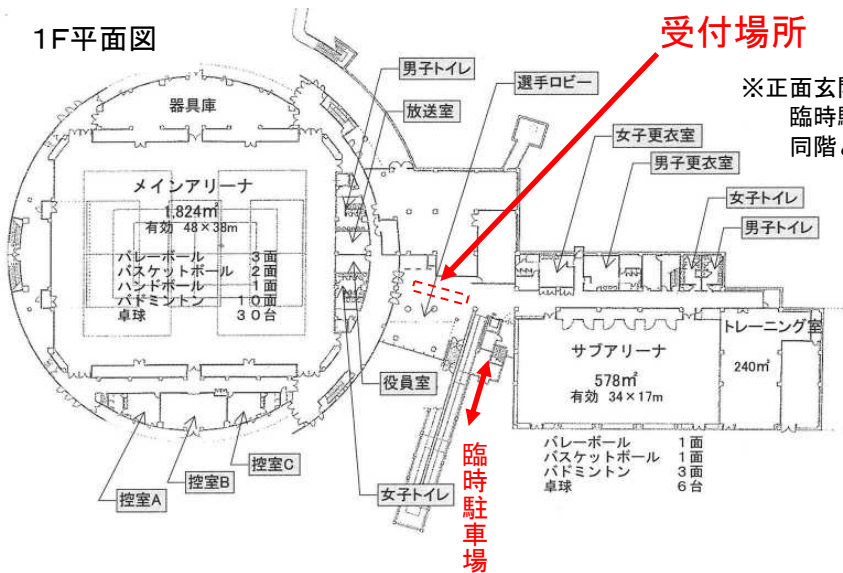 1F平面図
受付場所
※正面玄関
臨時駐
同階
男子トイレ
選手ロビー
器具庫
放送室
女子更衣室
男子更衣室
女子トイレ
男子トイレ
メインアリーナ
1,824㎡
有効 48×38m
バレーボール 3面
バスケットボール 2面
ハンドボール 1面
バドミントン 10面
卓球 30台
サブアリーナ
578㎡
有効 34×17m
トレーニング室
240㎡
バレーボール 1面
バスケットボール 1面
バドミントン 3面
卓球 6台
役員室
控室A
控室B
控室C
女子トイレ
臨時駐車場